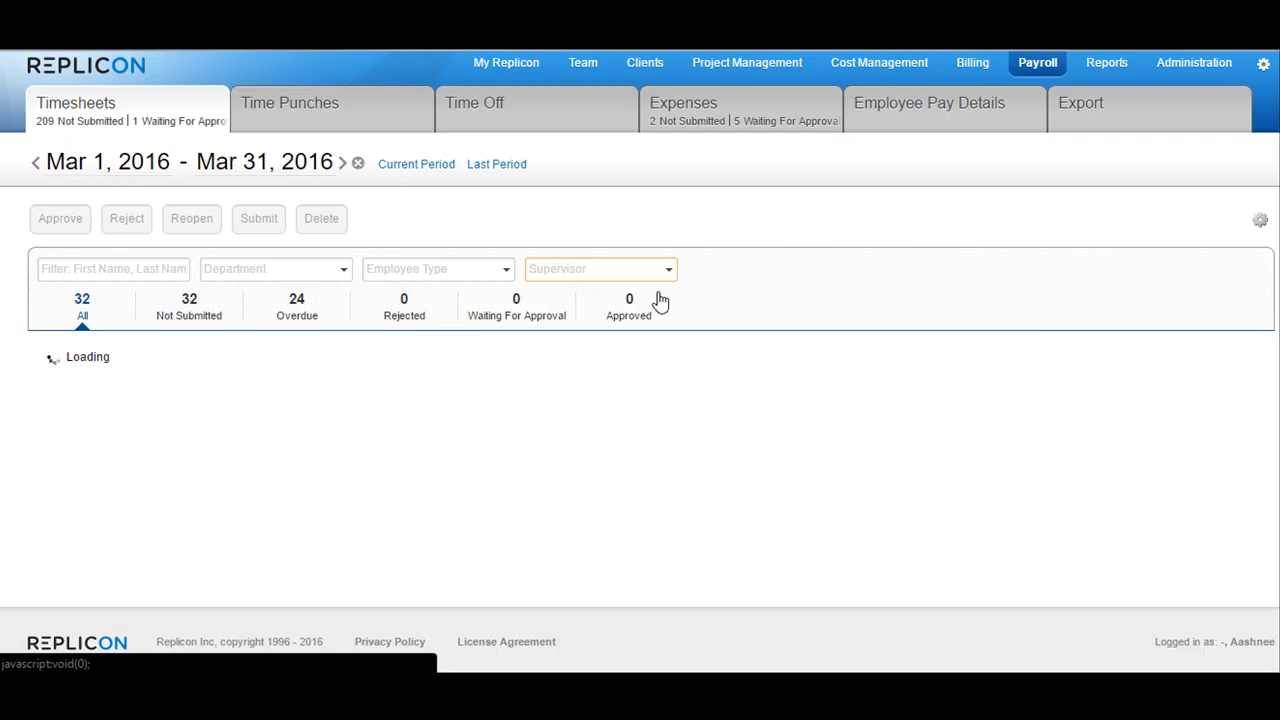 REPLICON
My Replicon Team Clients Project Management Cost Management Billing Payroll Reports Administration
Timesheets Time Punches Time Off Expenses Employee Pay Details Export
209 Not Submitted | 1 Waiting For Appro 2 Not Submitted | 5 Waiting For Approval
Mar 1, 2016 - Mar 31, 2016 Current Period Last Period
Approve Reject Reopen Submit Delete
Filter: First Name, Last Nam Department Employee Type Supervisor
32 32 24 0 0 0
All Not Submitted Overdue Rejected Waiting For Approval Approved
Loading
REPLICON Replicon Inc, copyright 1996 - 2016 Privacy Policy License Agreement Logged in as: -, Aashnee
javascript:void(0);